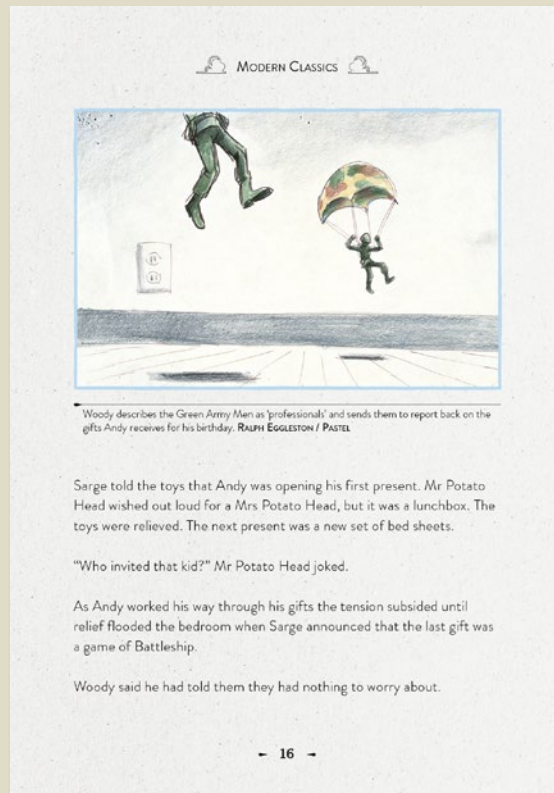 Modern Classics
Woody describes the Green Army Men as 'professionals' and sends them to report back on the
gifts Andy receives for his birthday. Ralph Eggleston / Pastel
Sarge told the toys that Andy was opening his first present. Mr Potato
Head wished out loud for a Mrs Potato Head, but it was a lunchbox. The
toys were relieved. The next present was a new set of bed sheets.
“Who invited that kid?” Mr Potato Head joked.
As Andy worked his way through his gifts the tension subsided until
relief flooded the bedroom when Sarge announced that the last gift was
a game of Battleship.
Woody said he had told them they had nothing to worry about.
16